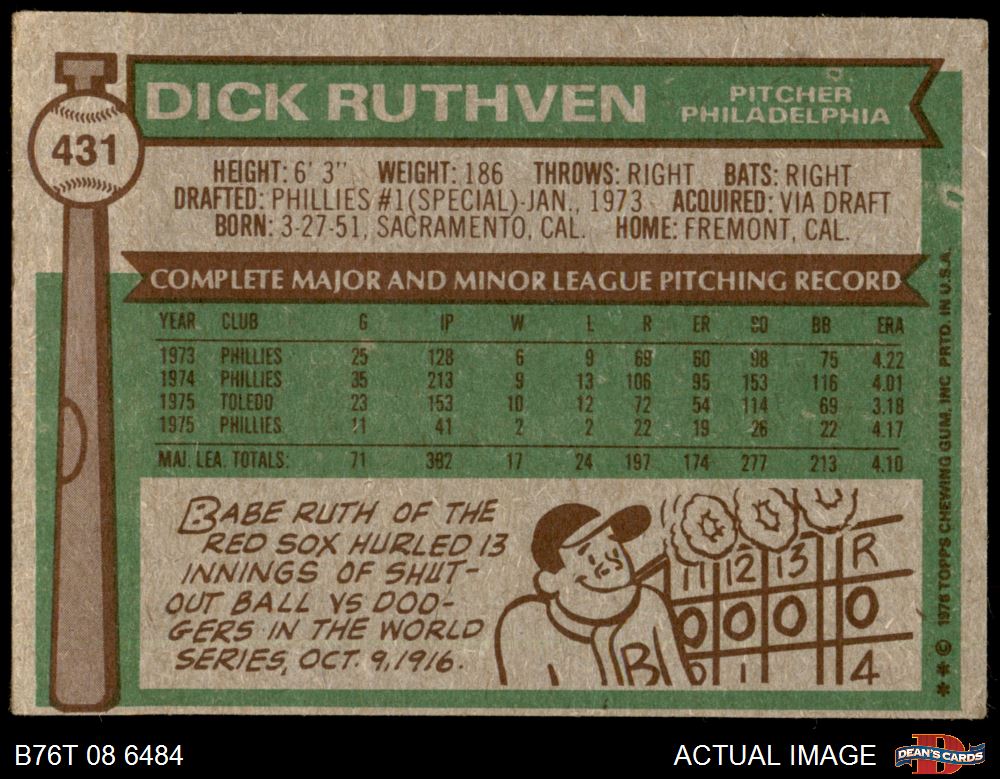 431
DICK RUTHVEN
PITCHER
PHILADELPHIA
HEIGHT: 6' 3" WEIGHT: 186 THROWS: RIGHT BATS: RIGHT
DRAFTED: PHILLIES #1(SPECIAL)-JAN., 1973 ACQUIRED: VIA DRAFT
BORN: 3-27-51, SACRAMENTO, CAL. HOME: FREMONT, CAL.
COMPLETE MAJOR AND MINOR LEAGUE PITCHING RECORD
YEAR CLUB G IP W L R ER SO BB ERA
1973 PHILLIES 25 128 6 9 69 60 98 75 4.22
1974 PHILLIES 35 213 9 13 106 95 153 116 4.01
1975 TOLEDO 23 153 10 12 72 54 114 69 3.18
1975 PHILLIES 11 41 2 2 22 19 26 22 4.17
MAJ. LEA. TOTALS: 71 382 17 24 197 174 277 213 4.10
BABE RUTH OF THE
RED SOX HURLED 13
INNINGS OF SHUT-
OUT BALL VS DOD-
GERS IN THE WORLD
SERIES, OCT. 9, 1916.
11 12 13 R
0 0 0 0
B 0 1 4
** © 1976 TOPPS CHEWING GUM, INC. PRTD. IN U.S.A.
B76T 08 6484
ACTUAL IMAGE
DEAN'S CARDS